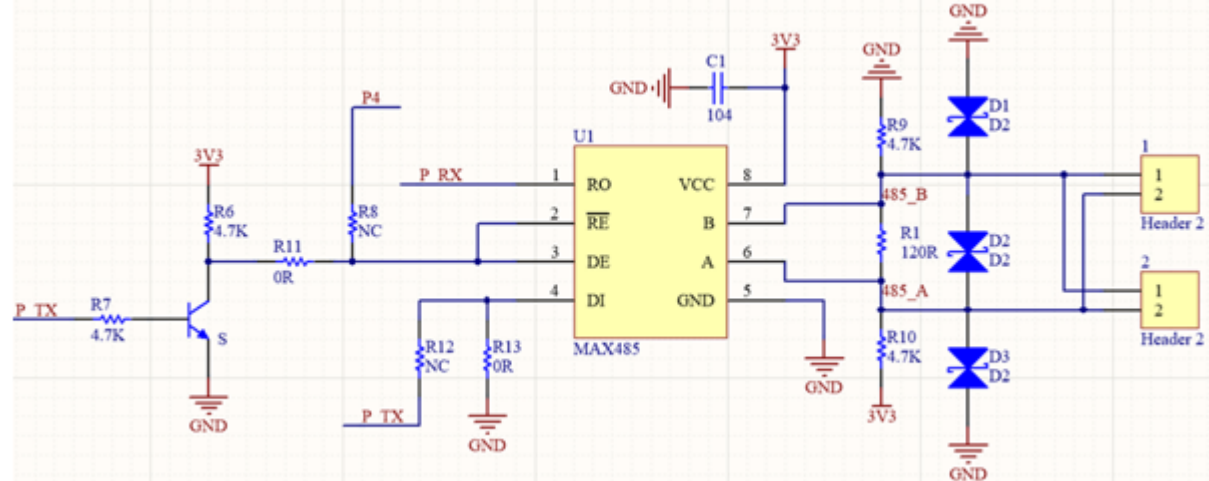 GND
GND
3V3
C1
GND
104
D1
D2
P4
R9
4.7K
U1
1
3V3
P RX
1
RO
VCC
8
1
2
485_B
R6
4.7K
R8
NC
2
RE
B
7
Header 2
R11
0R
R1
120R
D2
D2
3
DE
A
6
2
P TX
R7
4.7K
S
4
DI
GND
5
485_A
1
2
MAX485
R12
NC
R13
0R
R10
4.7K
Header 2
D3
D2
GND
GND
P TX
GND
3V3
GND